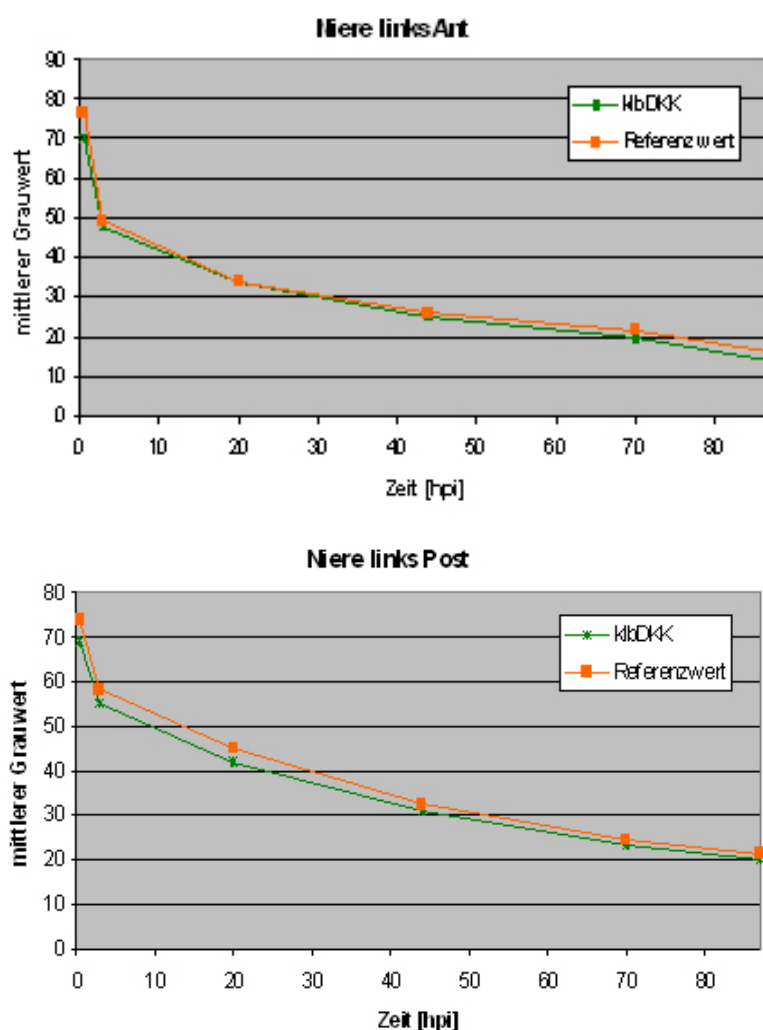 Niere links Ant
90
80
70
60
50
40
30
20
10
0
mittlerer Grauwert
klbDKK
Referenzwert
0 10 20 30 40 50 60 70 80
Zeit [hpi]
Niere links Post
80
70
60
50
40
30
20
10
0
mittlerer Grauwert
klbDKK
Referenzwert
0 10 20 30 40 50 60 70 80
Zeit [hpi]